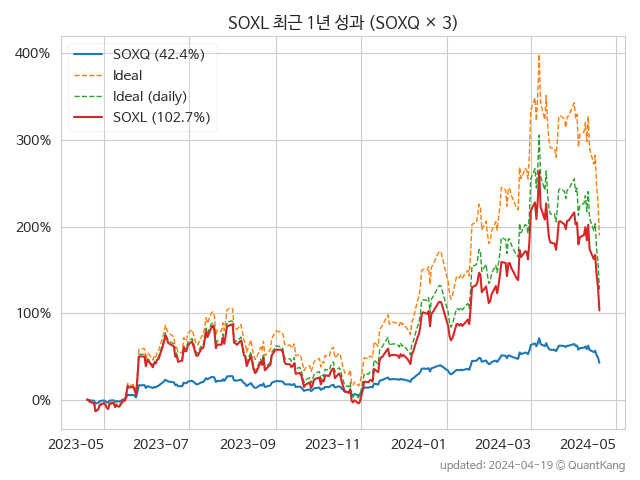 SOXL 최근 1년 성과 (SOXQ × 3)
SOXQ (42.4%)
Ideal
Ideal (daily)
SOXL (102.7%)
400%
300%
200%
100%
0%
2023-05 2023-07 2023-09 2023-11 2024-01 2024-03 2024-05
updated: 2024-04-19 © QuantKang